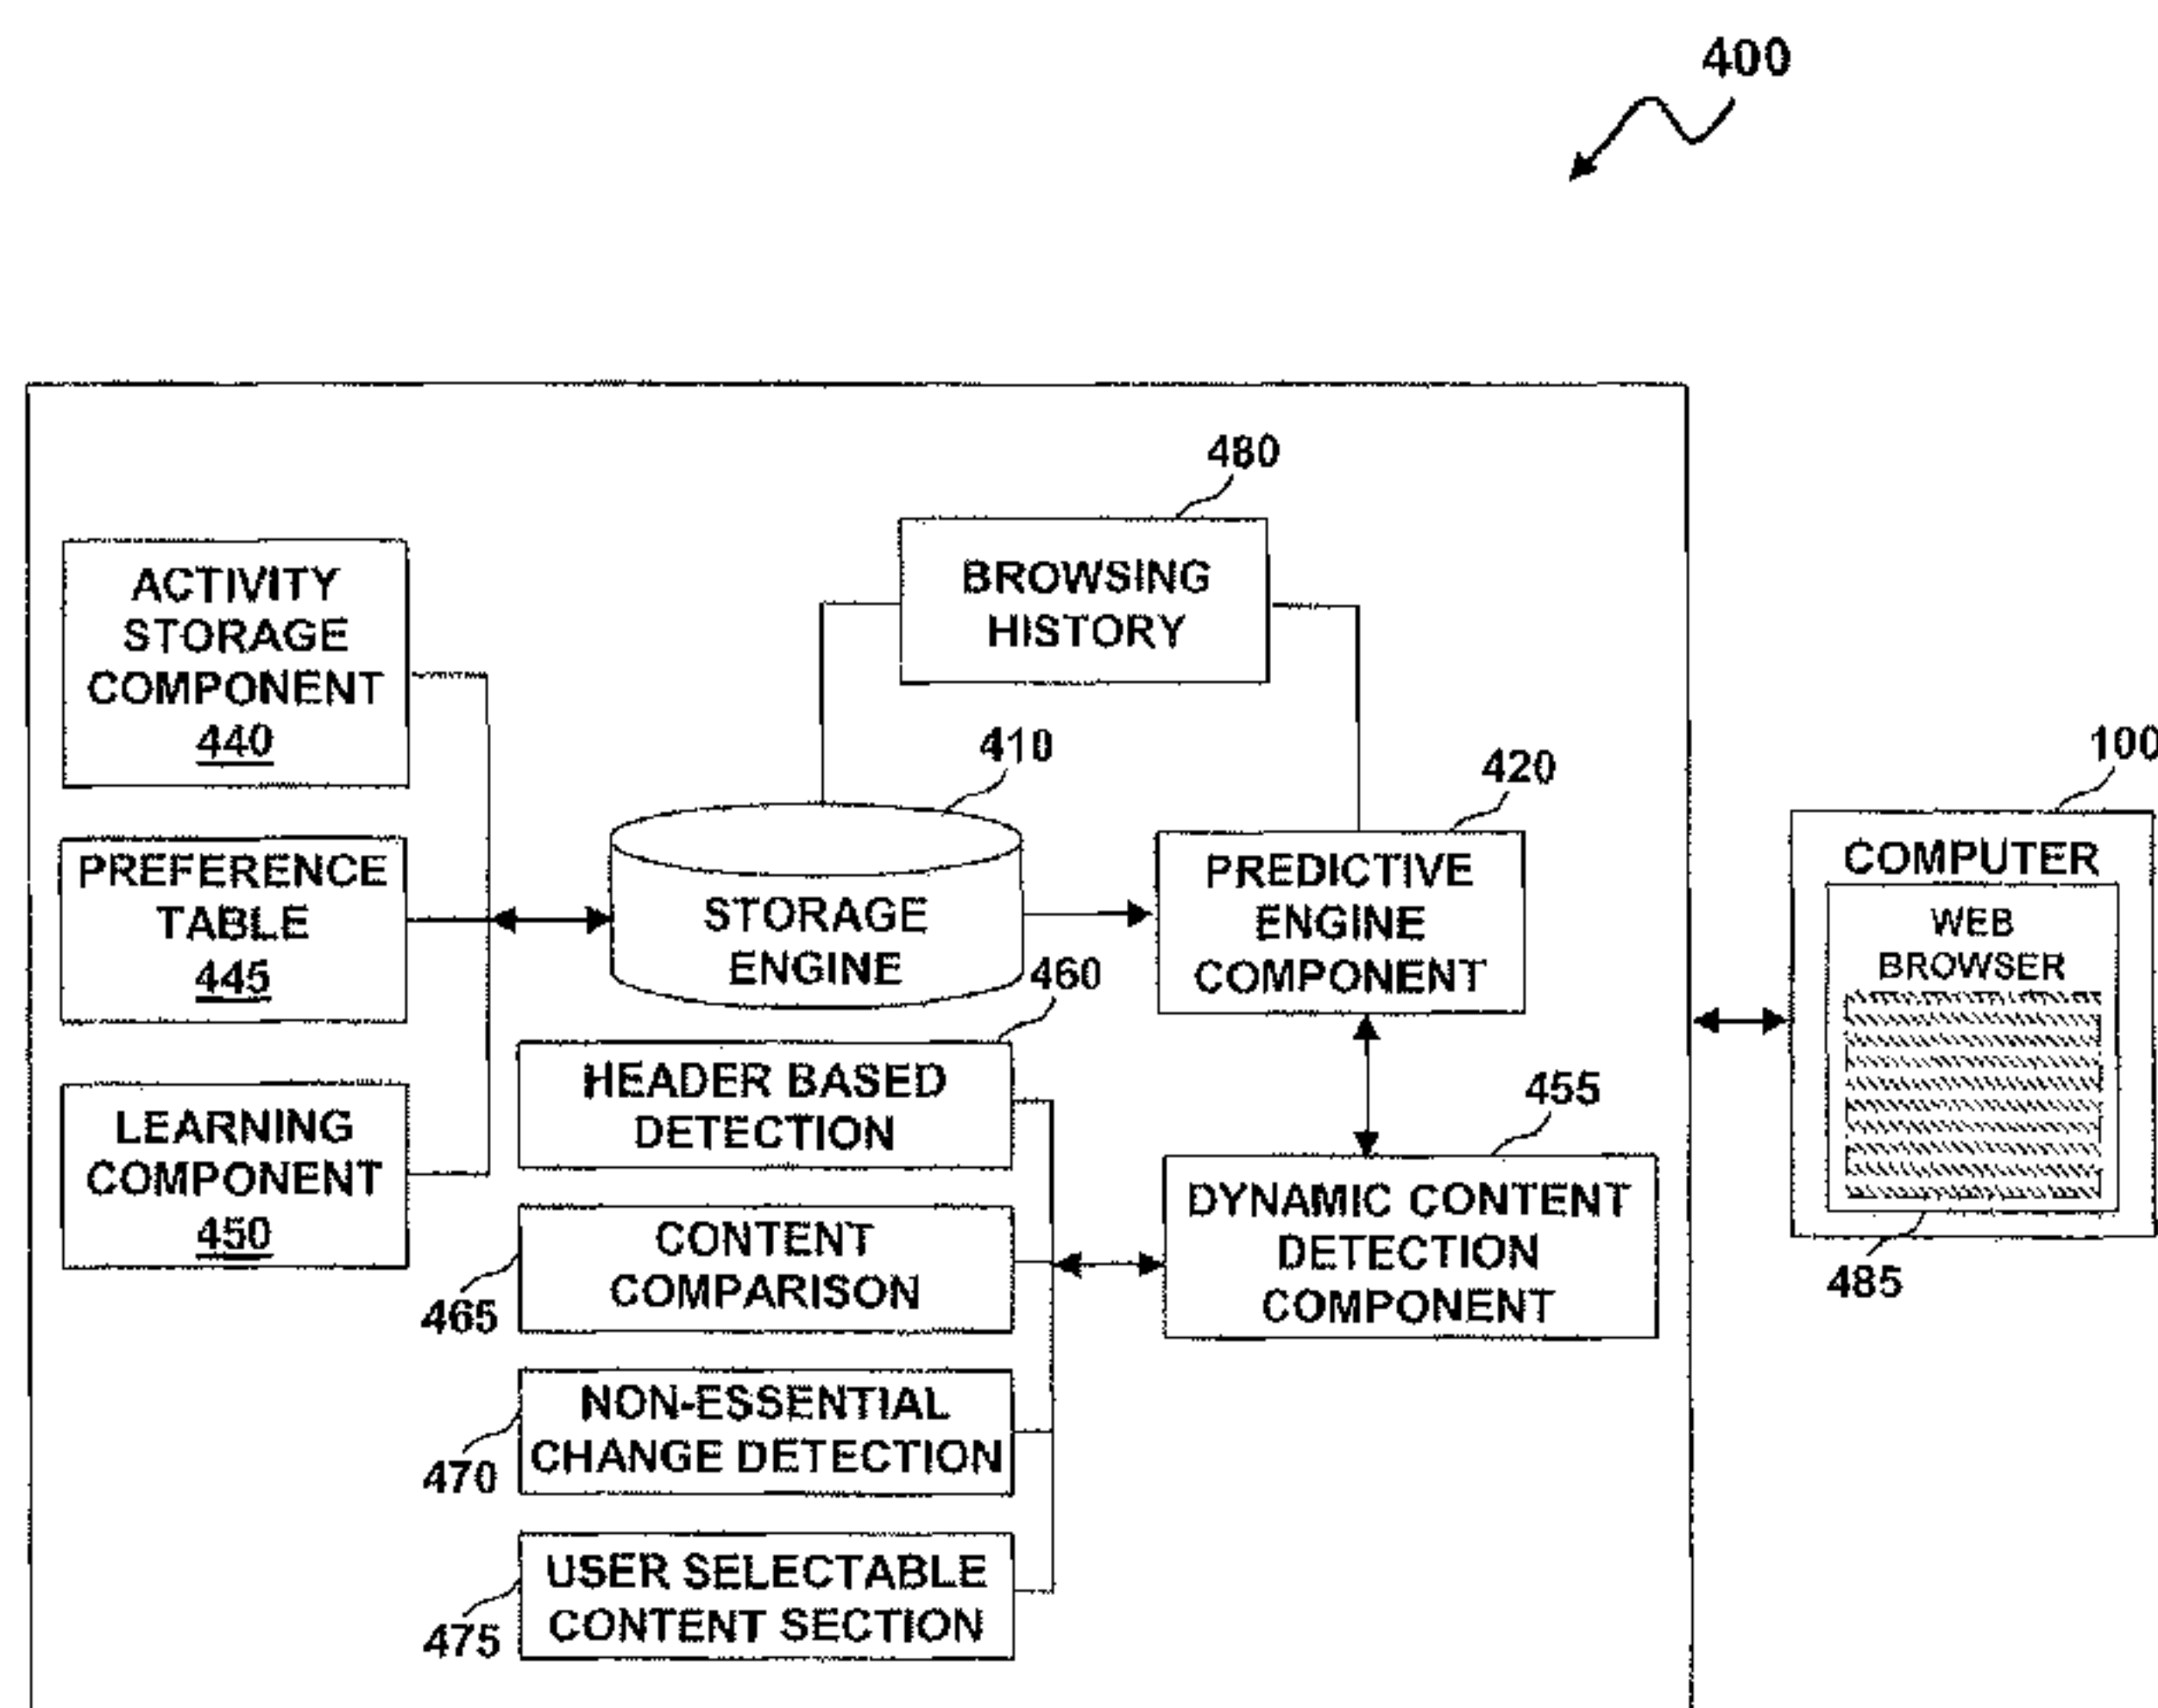 400
480
BROWSING
HISTORY
ACTIVITY
STORAGE
COMPONENT
440
410
420
100
PREFERENCE
TABLE
445
STORAGE
ENGINE
PREDICTIVE
ENGINE
COMPONENT
COMPUTER
WEB
BROWSER
485
460
HEADER BASED
DETECTION
LEARNING
COMPONENT
450
455
DYNAMIC CONTENT
DETECTION
COMPONENT
CONTENT
COMPARISON
465
NON-ESSENTIAL
CHANGE DETECTION
470
USER SELECTABLE
CONTENT SECTION
475